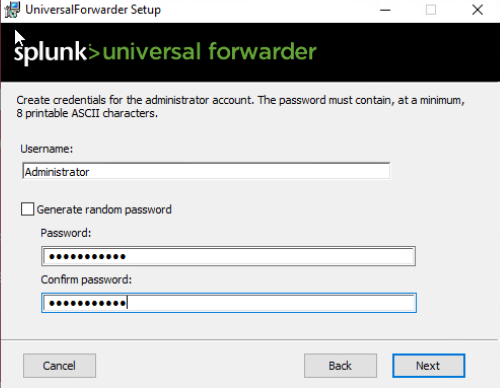 UniversalForwarder Setup
splunk>universal forwarder
Create credentials for the administrator account. The password must contain, at a minimum,
8 printable ASCII characters.
Username:
Administrator
Generate random password
Password:
●●●●●●●●●●●
Confirm password:
●●●●●●●●●●●
Cancel
Back
Next